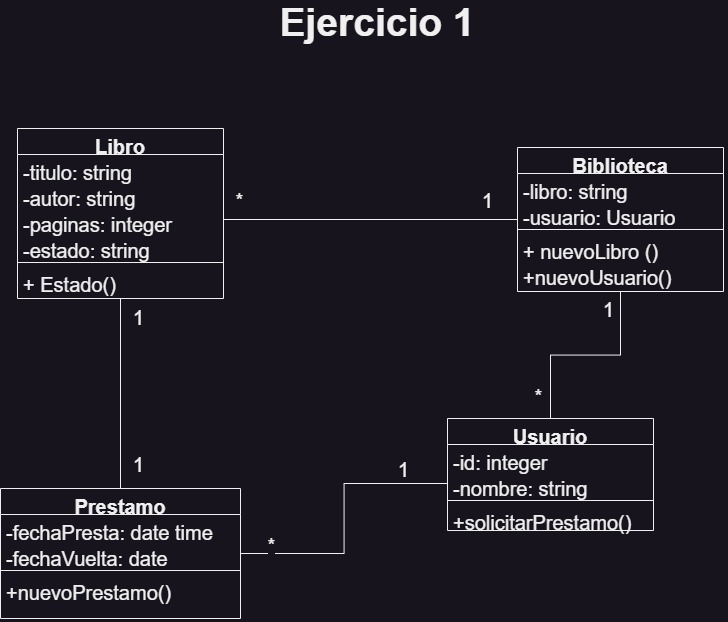 Ejercicio 1
Libro
-titulo: string
-autor: string
-paginas: integer
-estado: string
+ Estado()
*
1
Biblioteca
-libro: string
-usuario: Usuario
+ nuevoLibro ()
+nuevoUsuario()
1
1
*
Usuario
-id: integer
-nombre: string
+solicitarPrestamo()
1
1
*
Prestamo
-fechaPresta: date time
-fechaVuelta: date
+nuevoPrestamo()